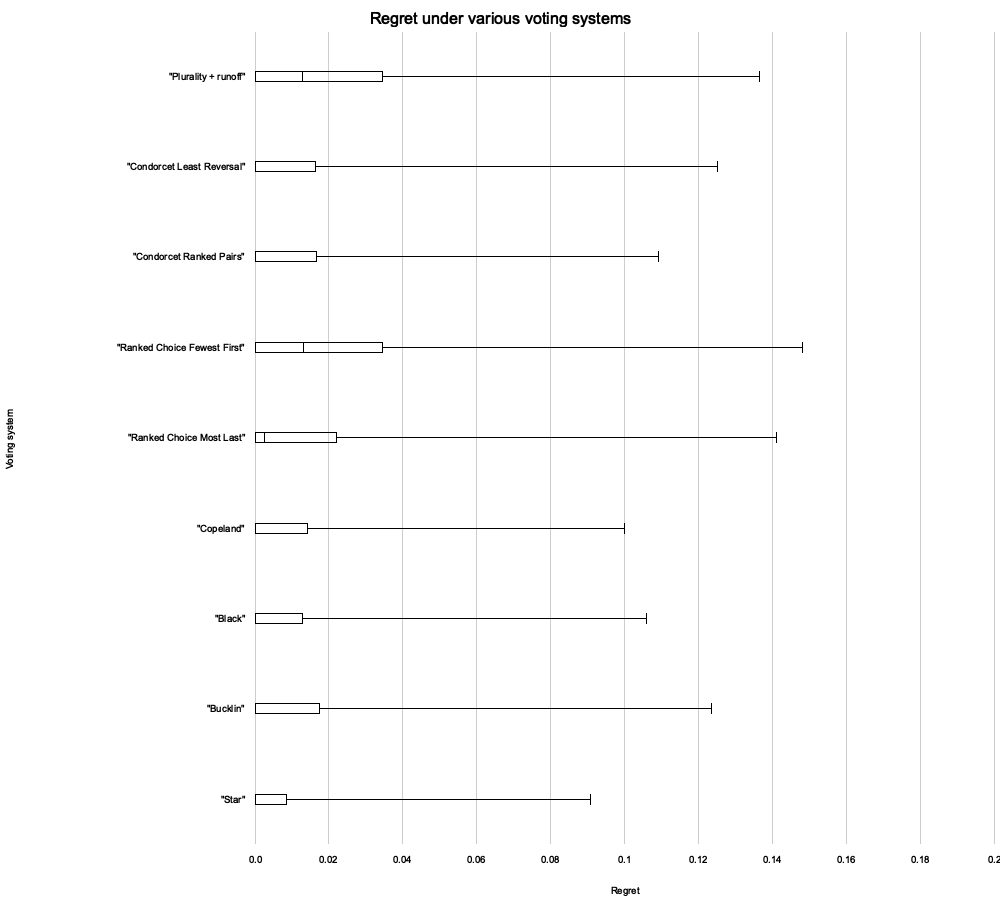 Regret under various voting systems
"Plurality + runoff"
"Condorcet Least Reversal"
"Condorcet Ranked Pairs"
"Ranked Choice Fewest First"
"Ranked Choice Most Last"
"Copeland"
"Black"
"Bucklin"
"Star"
Voting system
0.0 0.02 0.04 0.06 0.08 0.1 0.12 0.14 0.16 0.18 0.2
Regret